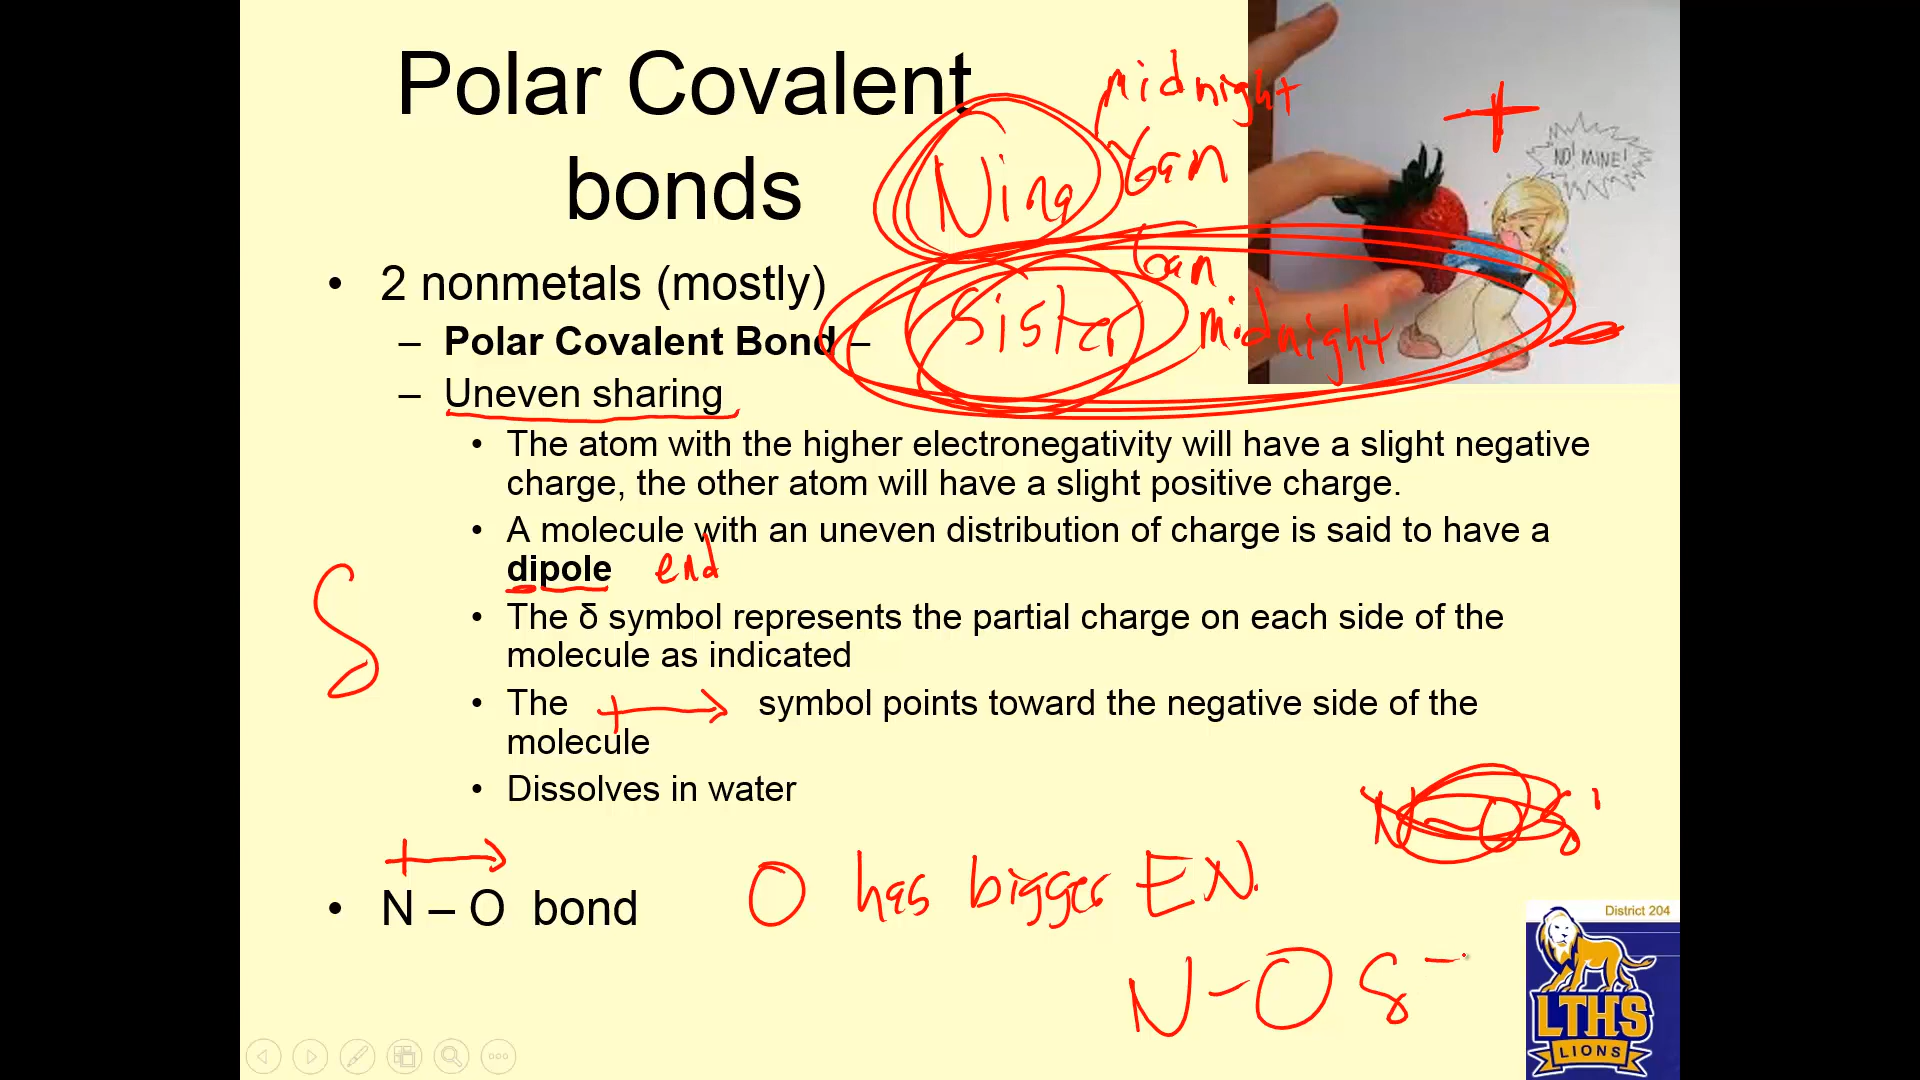 Polar Covalent
bonds
midnight
6am
Nina
6am
Sister
midnight
NO! MINE!
• 2 nonmetals (mostly)
– Polar Covalent Bond –
– Uneven sharing
• The atom with the higher electronegativity will have a slight negative
charge, the other atom will have a slight positive charge.
• A molecule with an uneven distribution of charge is said to have a
dipole end
δ
• The δ symbol represents the partial charge on each side of the
molecule as indicated
• The symbol points toward the negative side of the
molecule
• Dissolves in water
• N – O bond
O has bigger EN.
N-O δ -
District 204
LTHS
LIONS